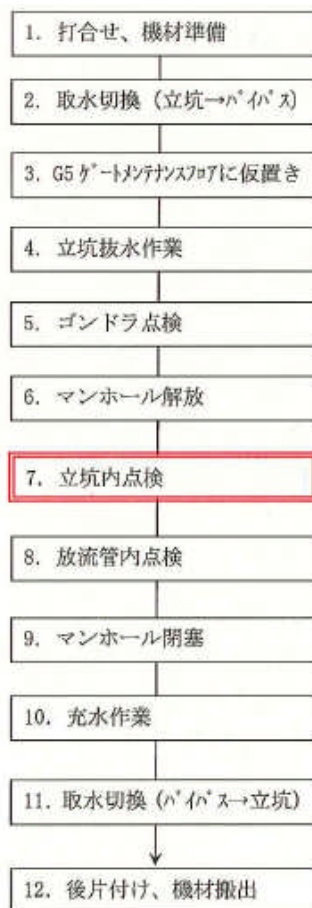 1. 打合せ、機材準備
2. 取水切換（立坑→ﾊﾞｲﾊﾟｽ）
3. G5ｹﾞｰﾄﾒﾝﾃﾅﾝｽﾌﾛｱに仮置き
4. 立坑抜水作業
5. ゴンドラ点検
6. マンホール解放
7. 立坑内点検
8. 放流管内点検
9. マンホール閉塞
10. 充水作業
11. 取水切換（ﾊﾞｲﾊﾟｽ→立坑）
12. 後片付け、機材搬出